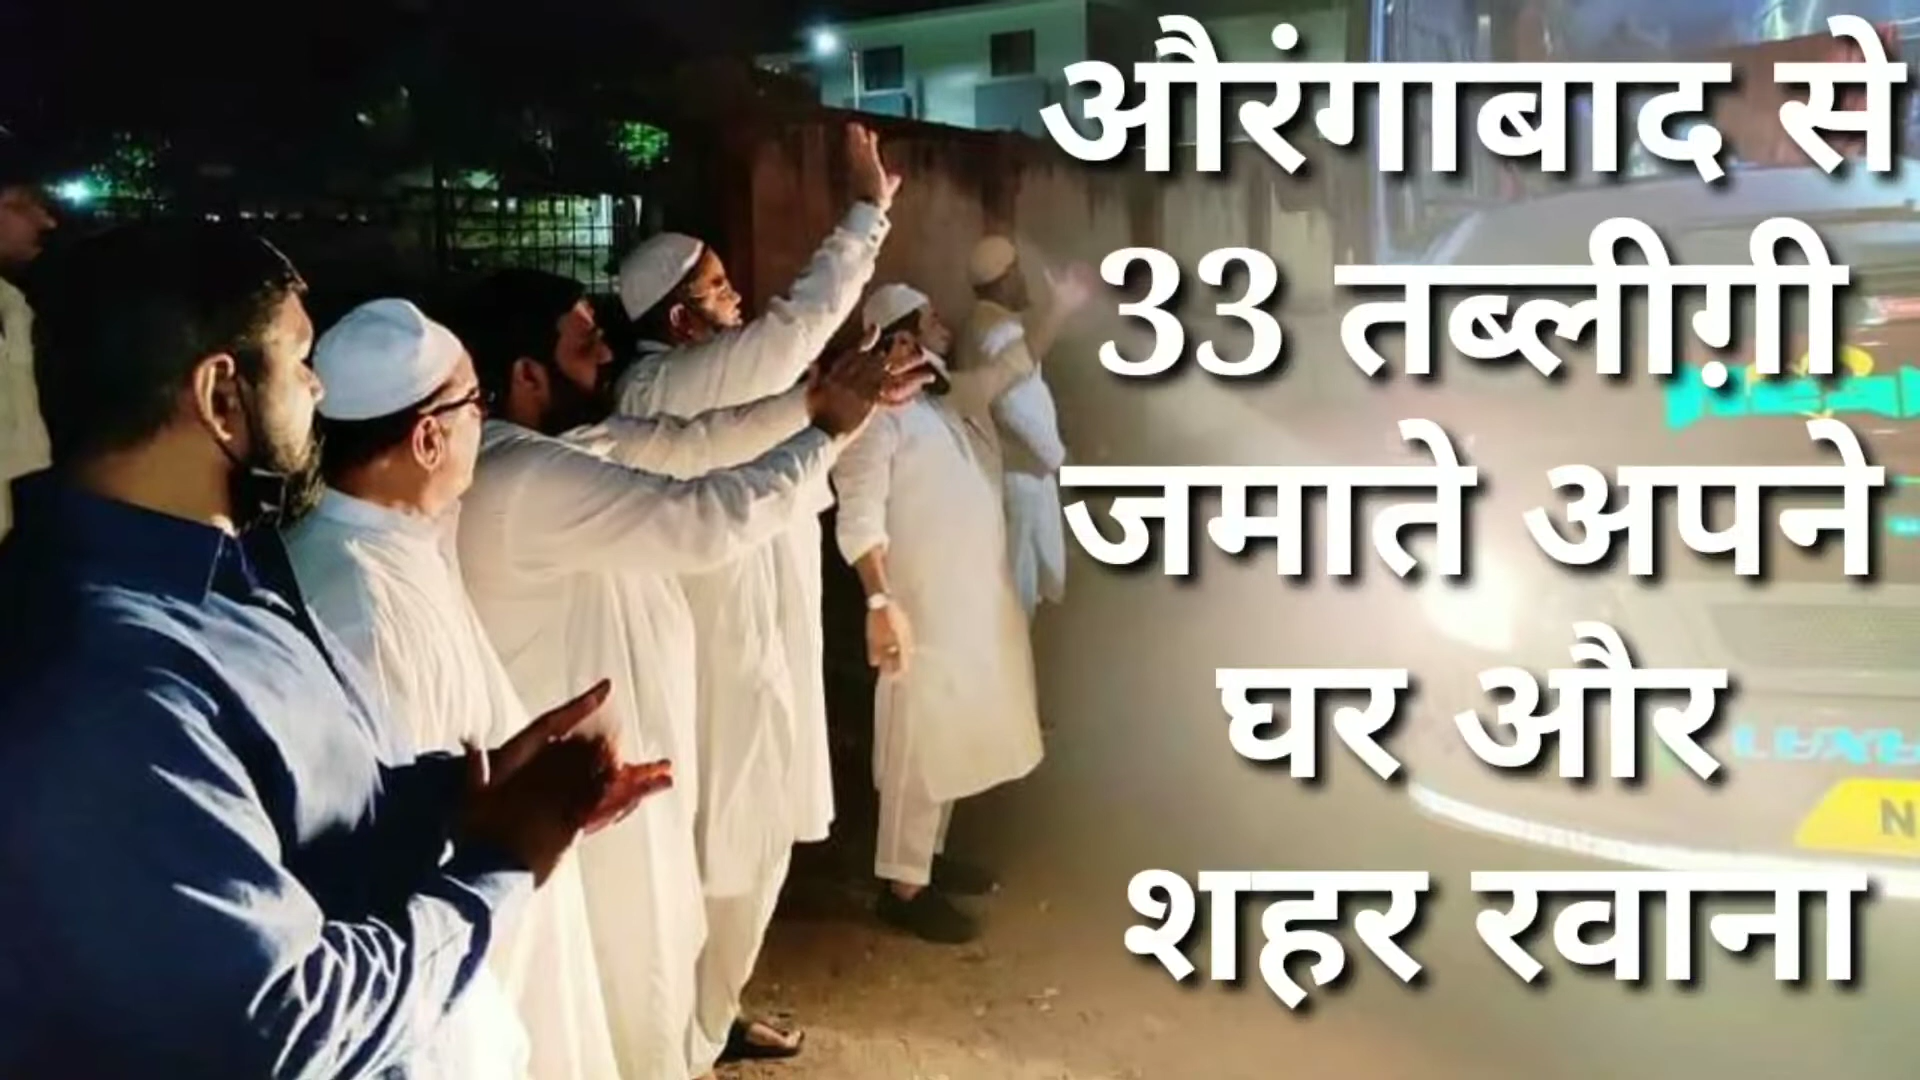 औरंगाबाद से
33 तब्लीग़ी
जमाते अपने
घर और
शहर रवाना
N